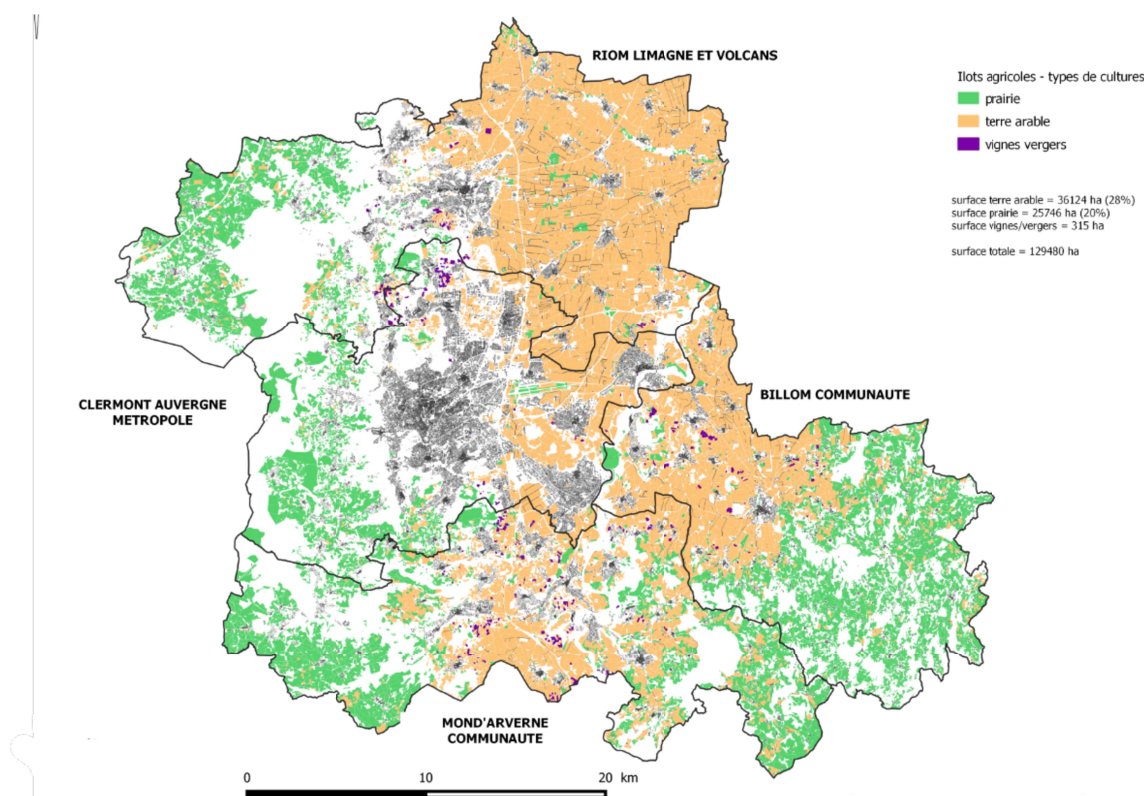 RIOM LIMAGNE ET VOLCANS
Ilots agricoles - types de cultures
prairie
terre arable
vignes vergers
surface terre arable = 36124 ha (28%)
surface prairie = 25746 ha (20%)
surface vignes/vergers = 315 ha
surface totale = 129480 ha
CLERMONT AUVERGNE
METROPOLE
BILLOM COMMUNAUTE
MOND'ARVERNE
COMMUNAUTE
0 10 20 km